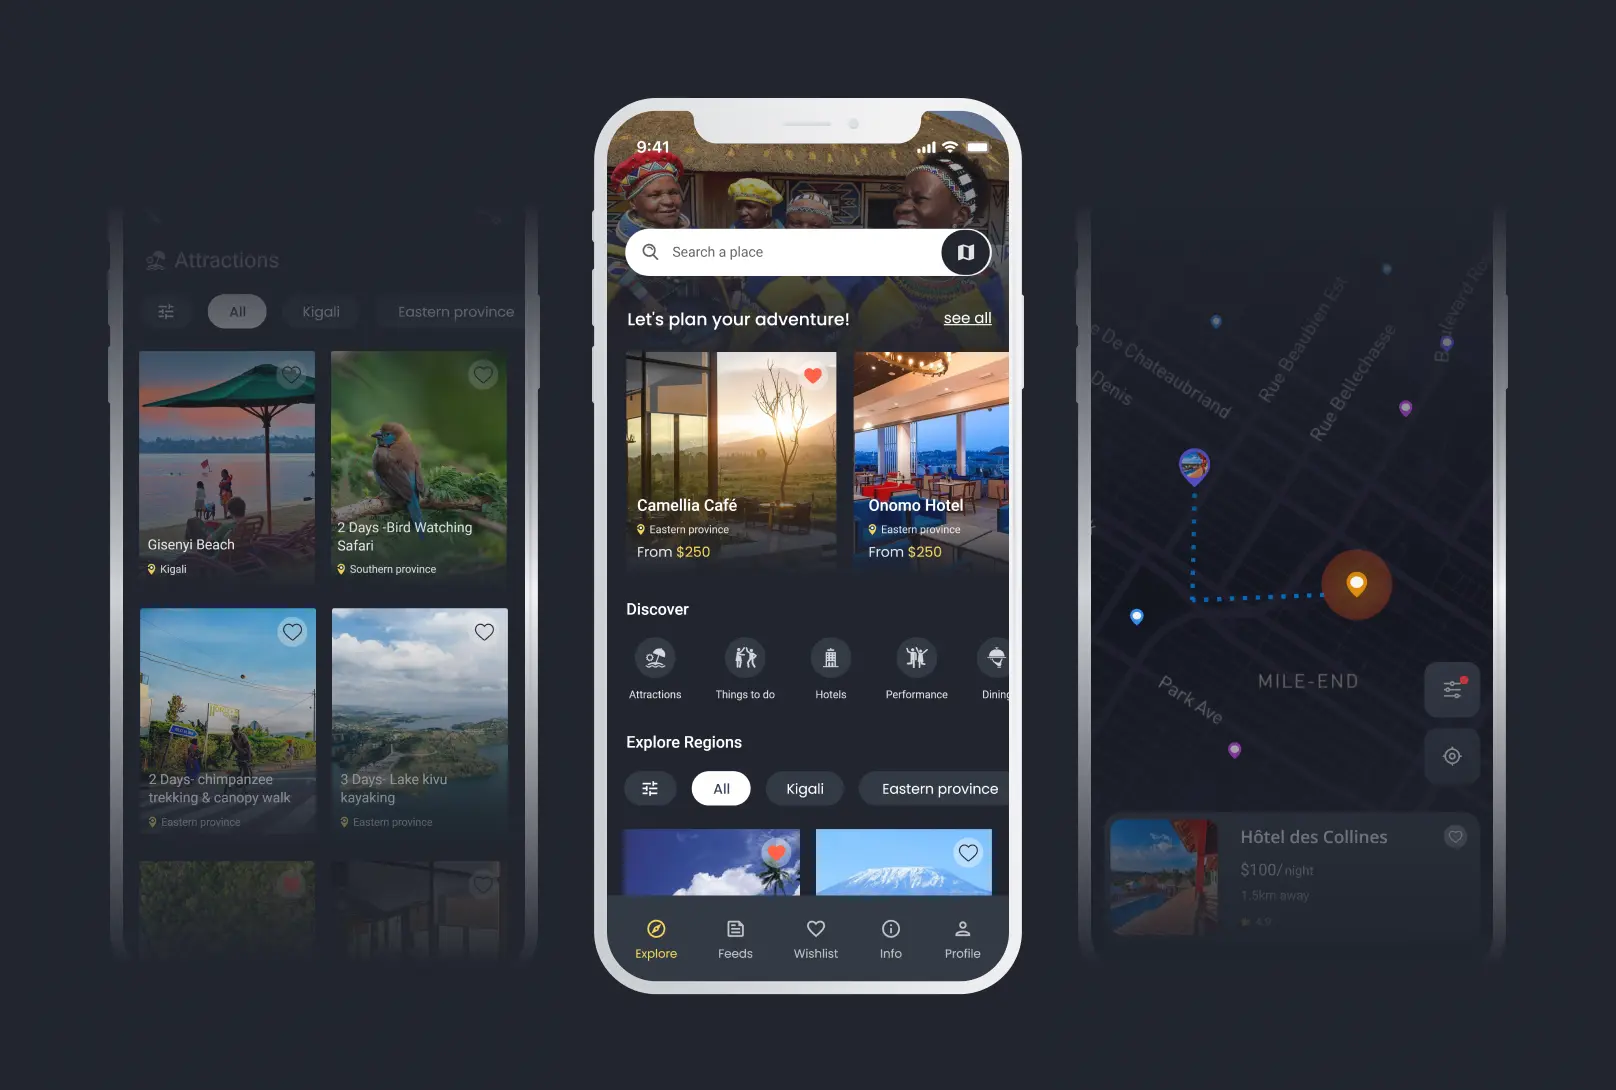 Attractions
All
Kigali
Eastern province
Gisenyi Beach
Kigali
2 Days -Bird Watching
Safari
Southern province
2 Days- chimpanzee
trekking & canopy walk
Eastern province
3 Days- Lake kivu
kayaking
Eastern province
9:41
Search a place
Let's plan your adventure!
see all
Camellia Café
Eastern province
From $250
Onomo Hotel
Eastern province
From $250
Discover
Attractions
Things to do
Hotels
Performance
Dining
Explore Regions
All
Kigali
Eastern province
Explore
Feeds
Wishlist
Info
Profile
De Chateaubriand
Denis
Rue Beaubien Est
Rue Bellechasse
Boulevard
MILE-END
Park Ave
Hôtel des Collines
$100/night
1.5km away
4.9